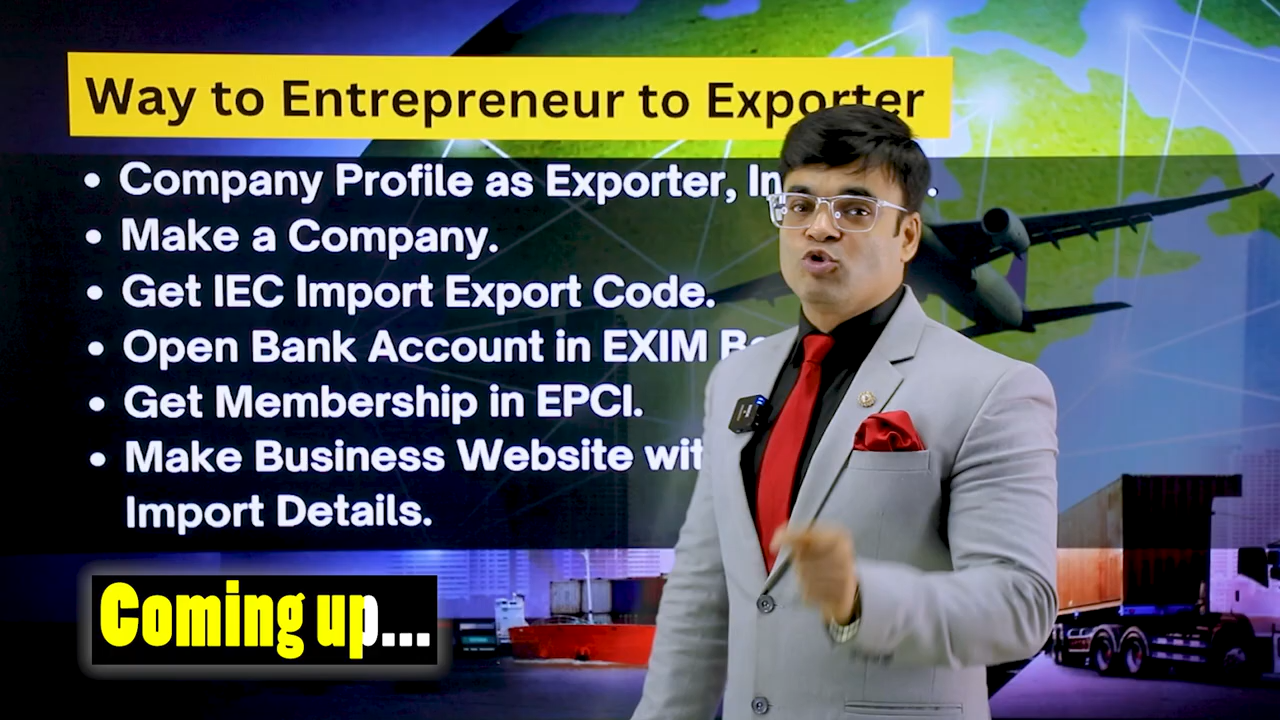 Way to Entrepreneur to Exporter
• Company Profile as Exporter,
• Make a Company.
• Get IEC Import Export Code.
• Open Bank Account in EXIM
• Get Membership in EPCI.
• Make Business Website
Import Details.
Coming up...